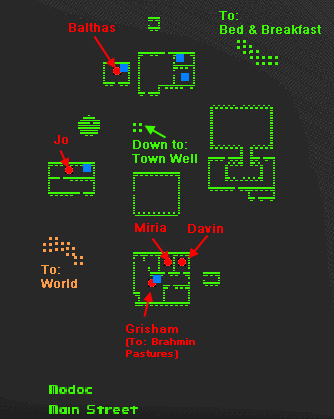 To:
Bed & Breakfast
Balthas
Jo
Down to:
Town Well
Miria
Davin
To:
World
Grisham
(To: Brahmin
Pastures)
Modoc
Main Street